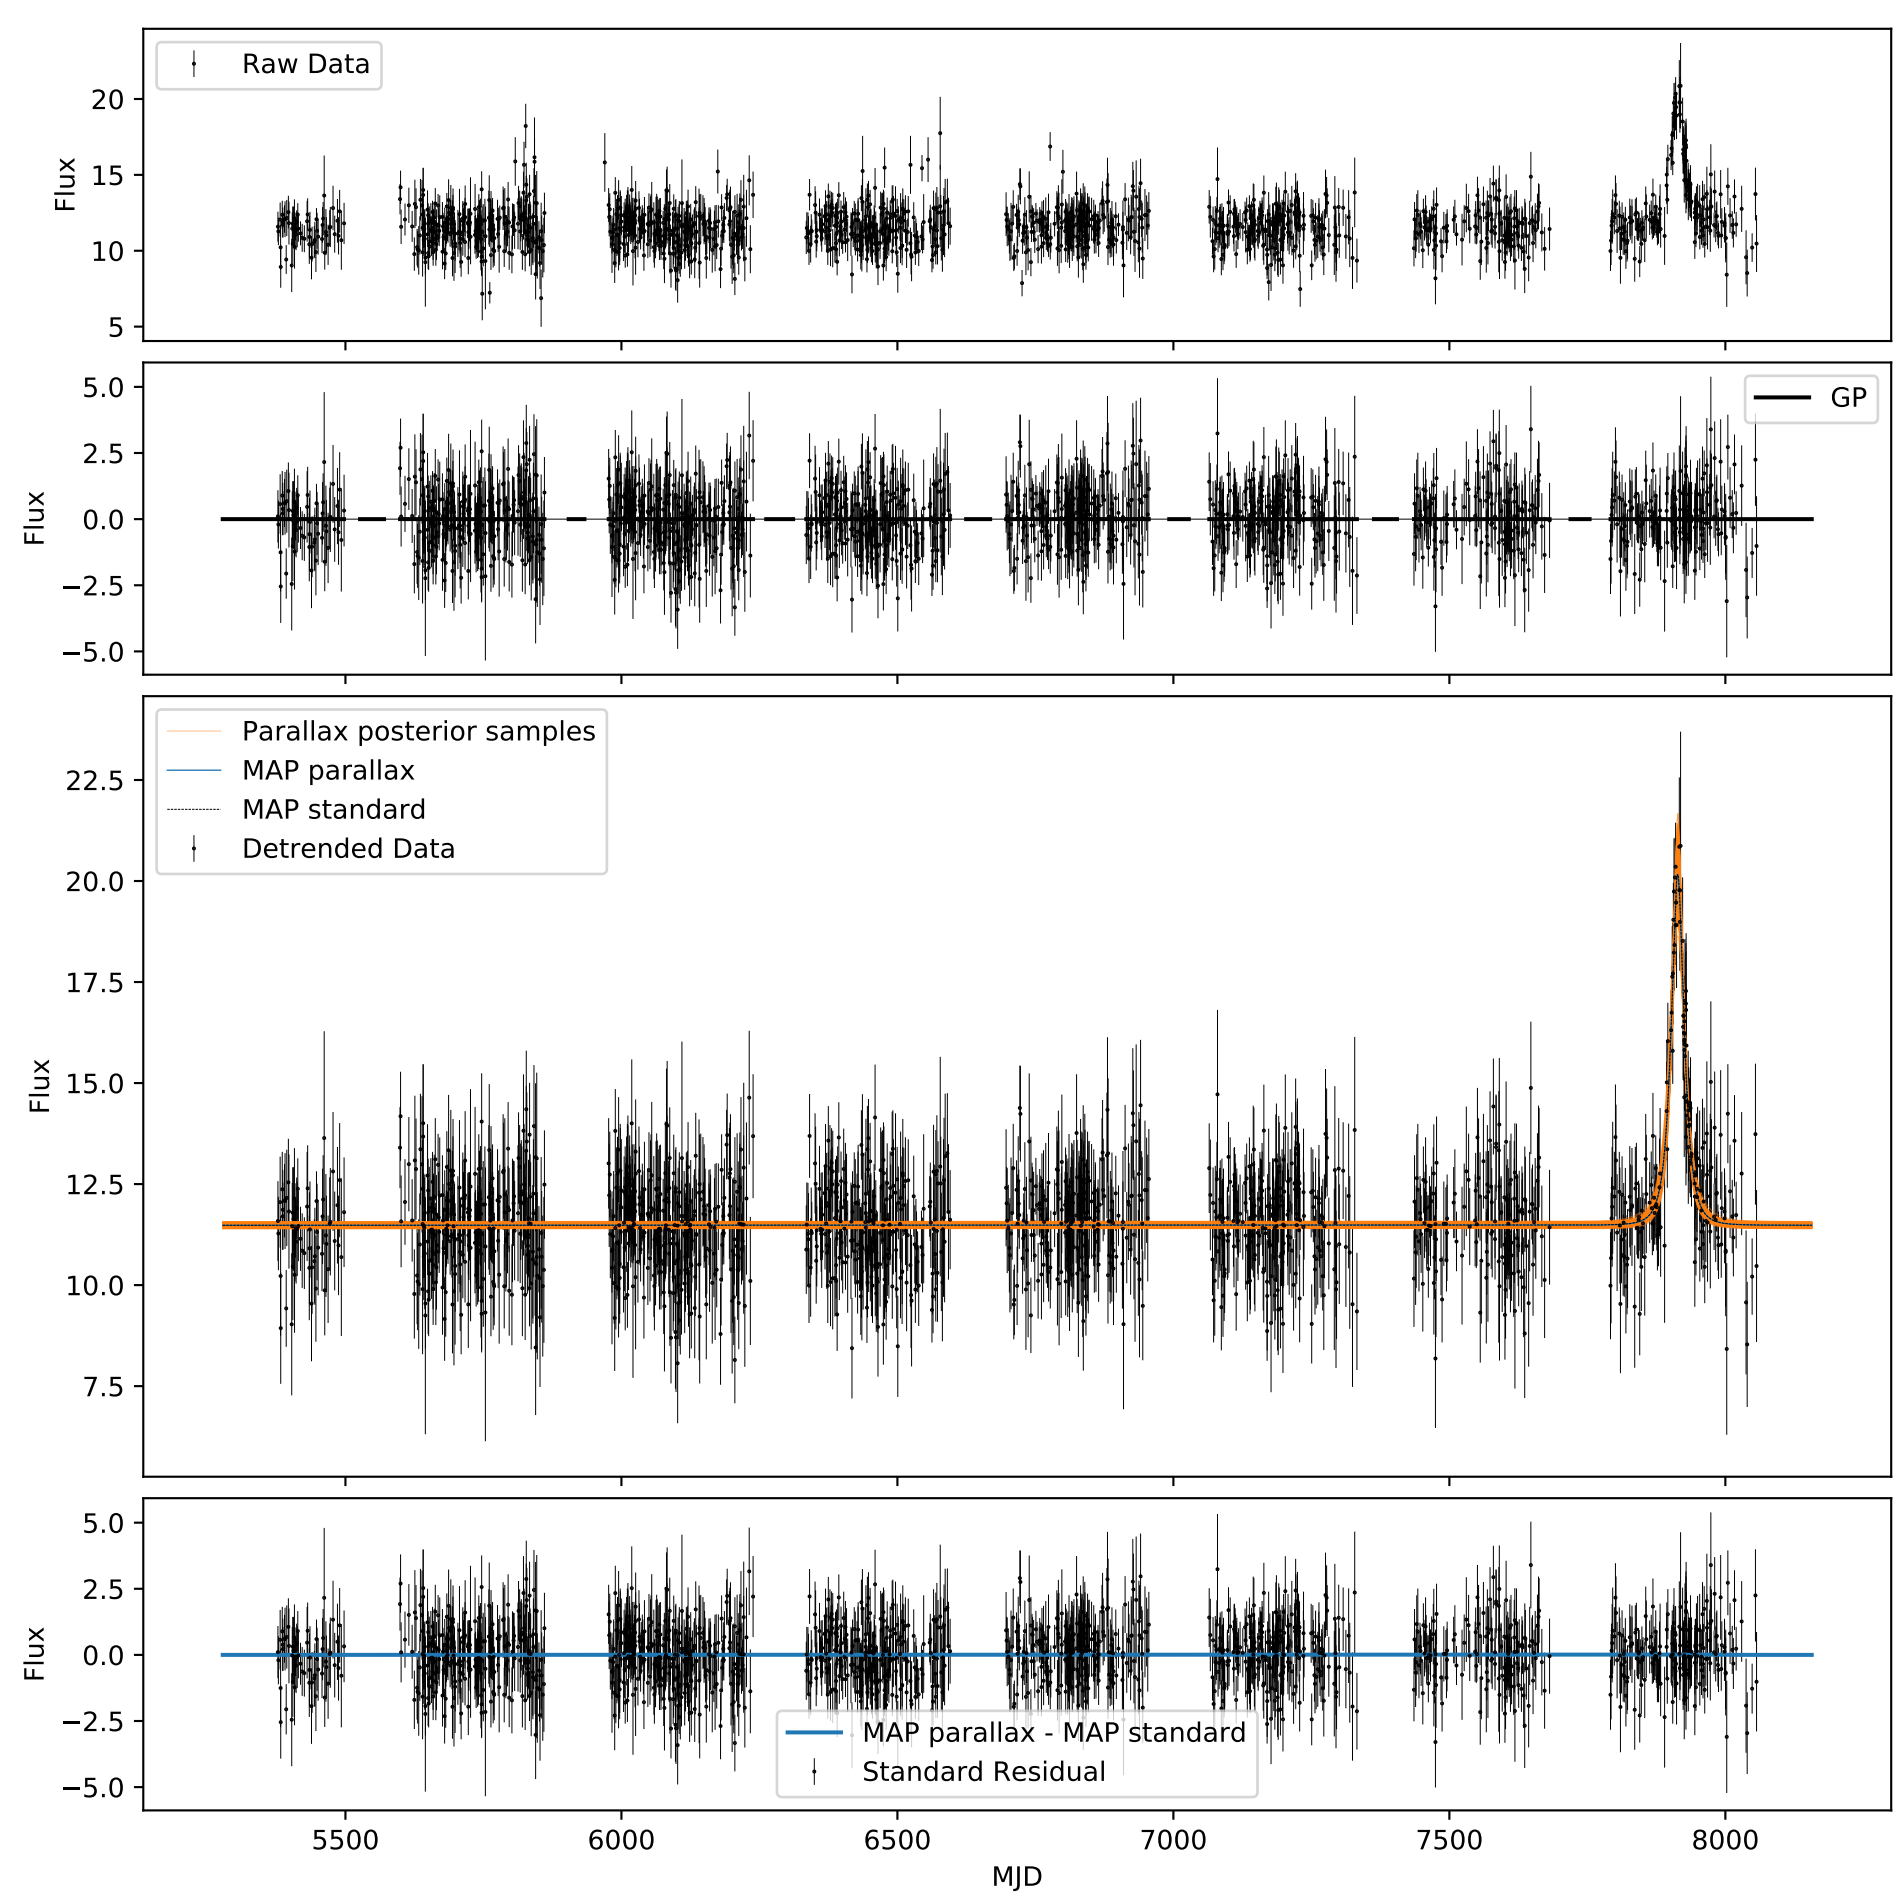 Raw Data
Flux
20
15
10
5
GP
Flux
5.0
2.5
0.0
−2.5
−5.0
Parallax posterior samples
MAP parallax
MAP standard
Detrended Data
Flux
22.5
20.0
17.5
15.0
12.5
10.0
7.5
Flux
5.0
2.5
0.0
−2.5
−5.0
MAP parallax - MAP standard
Standard Residual
5500 6000 6500 7000 7500 8000
MJD